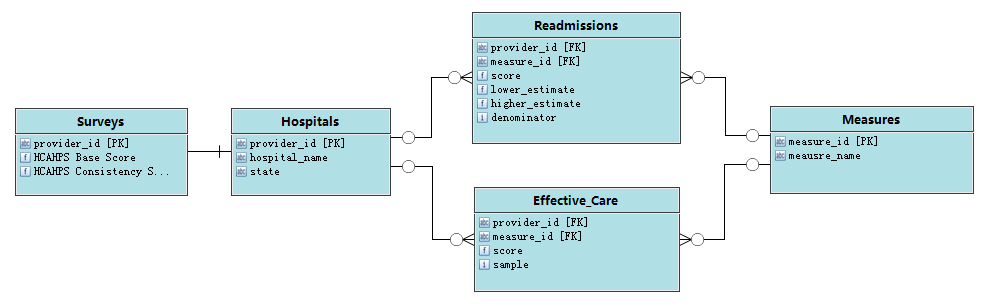 Surveys
provider_id [PK]
HCAHPS Base Score
HCAHPS Consistency S...
Hospitals
provider_id [PK]
hospital_name
state
Readmissions
provider_id [FK]
measure_id [FK]
score
lower_estimate
higher_estimate
denominator
Effective_Care
provider_id [FK]
measure_id [FK]
score
sample
Measures
measure_id [PK]
meausre_name